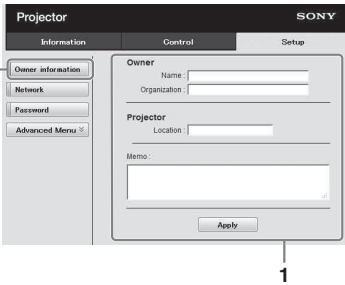 Projector SONY
Information Control Setup
Owner information
Network
Password
Advanced Menu
Owner
Name :
Organization :
Projector
Location :
Memo :
Apply
1